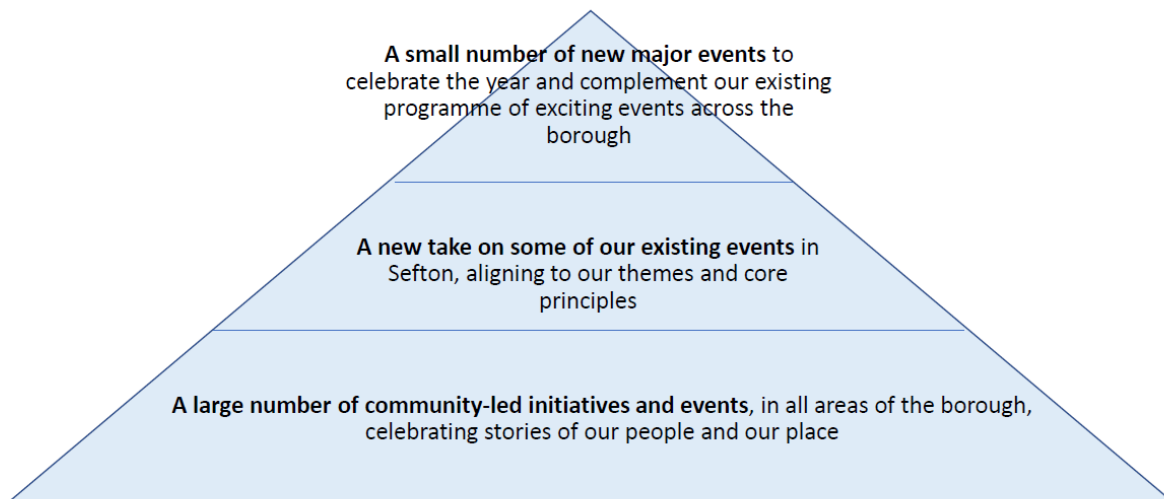 A small number of new major events to
celebrate the year and complement our existing
programme of exciting events across the
borough
A new take on some of our existing events in
Sefton, aligning to our themes and core
principles
A large number of community-led initiatives and events, in all areas of the borough,
celebrating stories of our people and our place